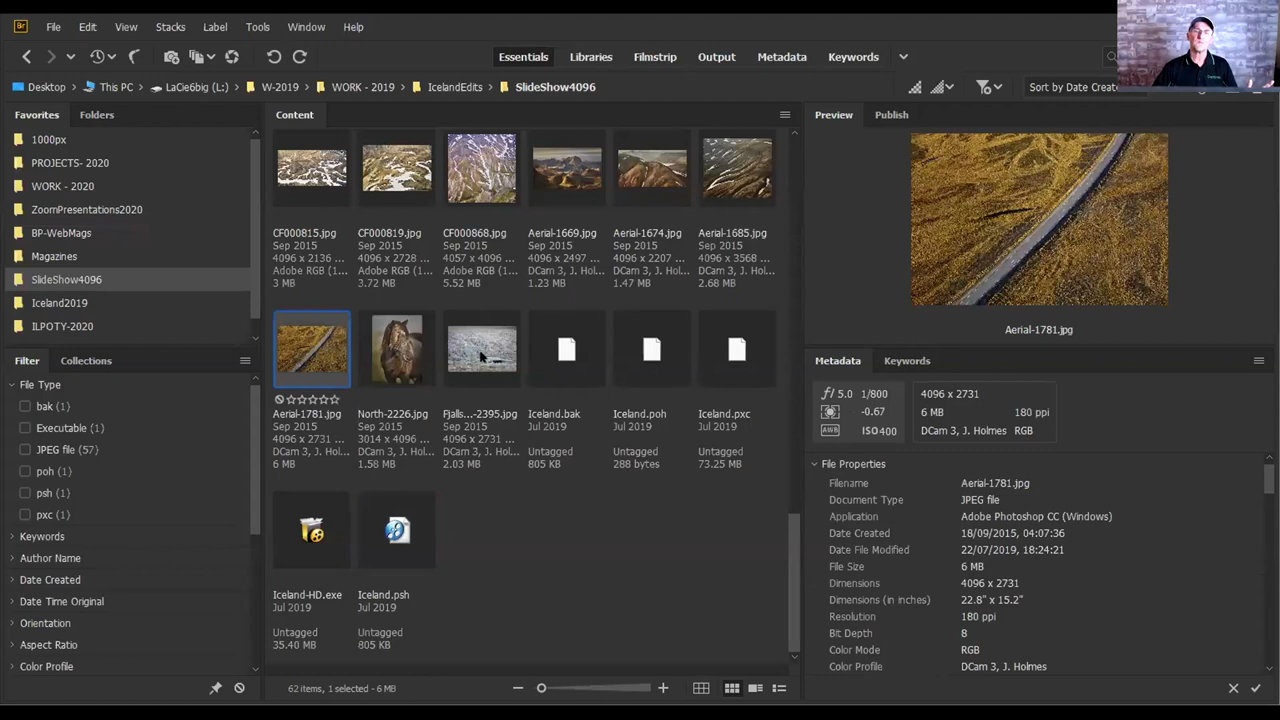 Br File Edit View Stacks Label Tools Window Help
Essentials Libraries Filmstrip Output Metadata Keywords
Desktop > This PC > LaCie6big (L:) > W-2019 > WORK - 2019 > IcelandEdits > SlideShow4096
Sort by Date Create
Favorites Folders
1000px
PROJECTS- 2020
WORK - 2020
ZoomPresentations2020
BP-WebMags
Magazines
SlideShow4096
Iceland2019
ILPOTY-2020
Filter Collections
File Type
bak (1)
Executable (1)
JPEG file (57)
poh (1)
psh (1)
pxc (1)
Keywords
Author Name
Date Created
Date Time Original
Orientation
Aspect Ratio
Color Profile
Content
CF000815.jpg CF000819.jpg CF000868.jpg Aerial-1669.jpg Aerial-1674.jpg Aerial-1685.jpg
Sep 2015 Sep 2015 Sep 2015 Sep 2015 Sep 2015 Sep 2015
4096 x 2136 ... 4096 x 2728 ... 4057 x 4096 ... 4096 x 2497 ... 4096 x 2207 ... 4096 x 3568 ...
Adobe RGB (1... Adobe RGB (1... Adobe RGB (1... DCam 3, J. Hol... DCam 3, J. Hol... DCam 3, J. Hol...
3 MB 3.72 MB 5.52 MB 1.23 MB 1.47 MB 2.68 MB
Aerial-1781.jpg North-2226.jpg Fjalls...-2395.jpg Iceland.bak Iceland.poh Iceland.pxc
Sep 2015 Sep 2015 Sep 2015 Jul 2019 Jul 2019 Jul 2019
4096 x 2731 ... 3014 x 4096 ... 4096 x 2731 ...
DCam 3, J. Hol... DCam 3, J. Hol... DCam 3, J. Hol... Untagged Untagged Untagged
6 MB 1.58 MB 2.03 MB 805 KB 288 bytes 73.25 MB
Iceland-HD.exe Iceland.psh
Jul 2019 Jul 2019
Untagged Untagged
35.40 MB 805 KB
62 items, 1 selected - 6 MB
Preview Publish
Aerial-1781.jpg
Metadata Keywords
f/ 5.0 1/800 4096 x 2731
-0.67 6 MB 180 ppi
AWB ISO400 DCam 3, J. Holmes RGB
File Properties
Filename Aerial-1781.jpg
Document Type JPEG file
Application Adobe Photoshop CC (Windows)
Date Created 18/09/2015, 04:07:36
Date File Modified 22/07/2019, 18:24:21
File Size 6 MB
Dimensions 4096 x 2731
Dimensions (in inches) 22.8" x 15.2"
Resolution 180 ppi
Bit Depth 8
Color Mode RGB
Color Profile DCam 3, J. Holmes